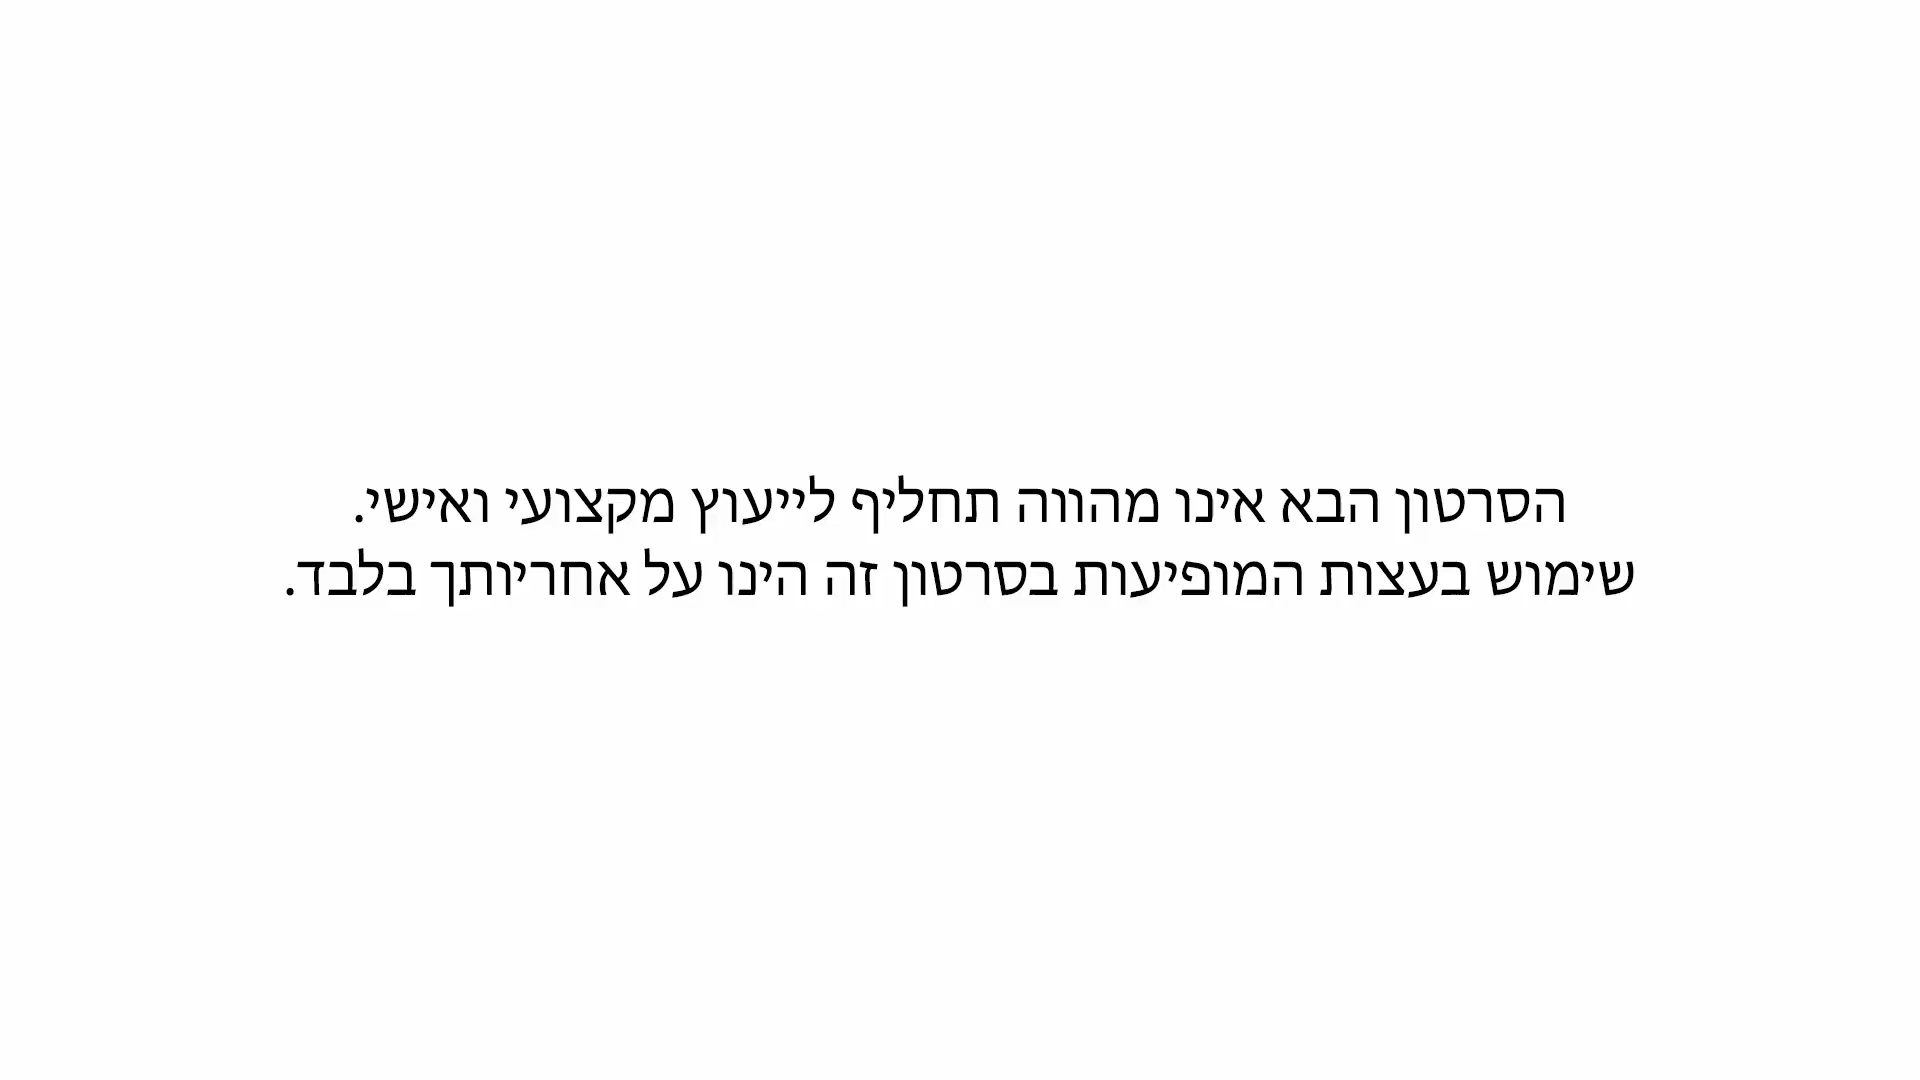 הסרטון הבא אינו מהווה תחליף לייעוץ מקצועי ואישי.
שימוש בעצות המופיעות בסרטון זה הינו על אחריותך בלבד.